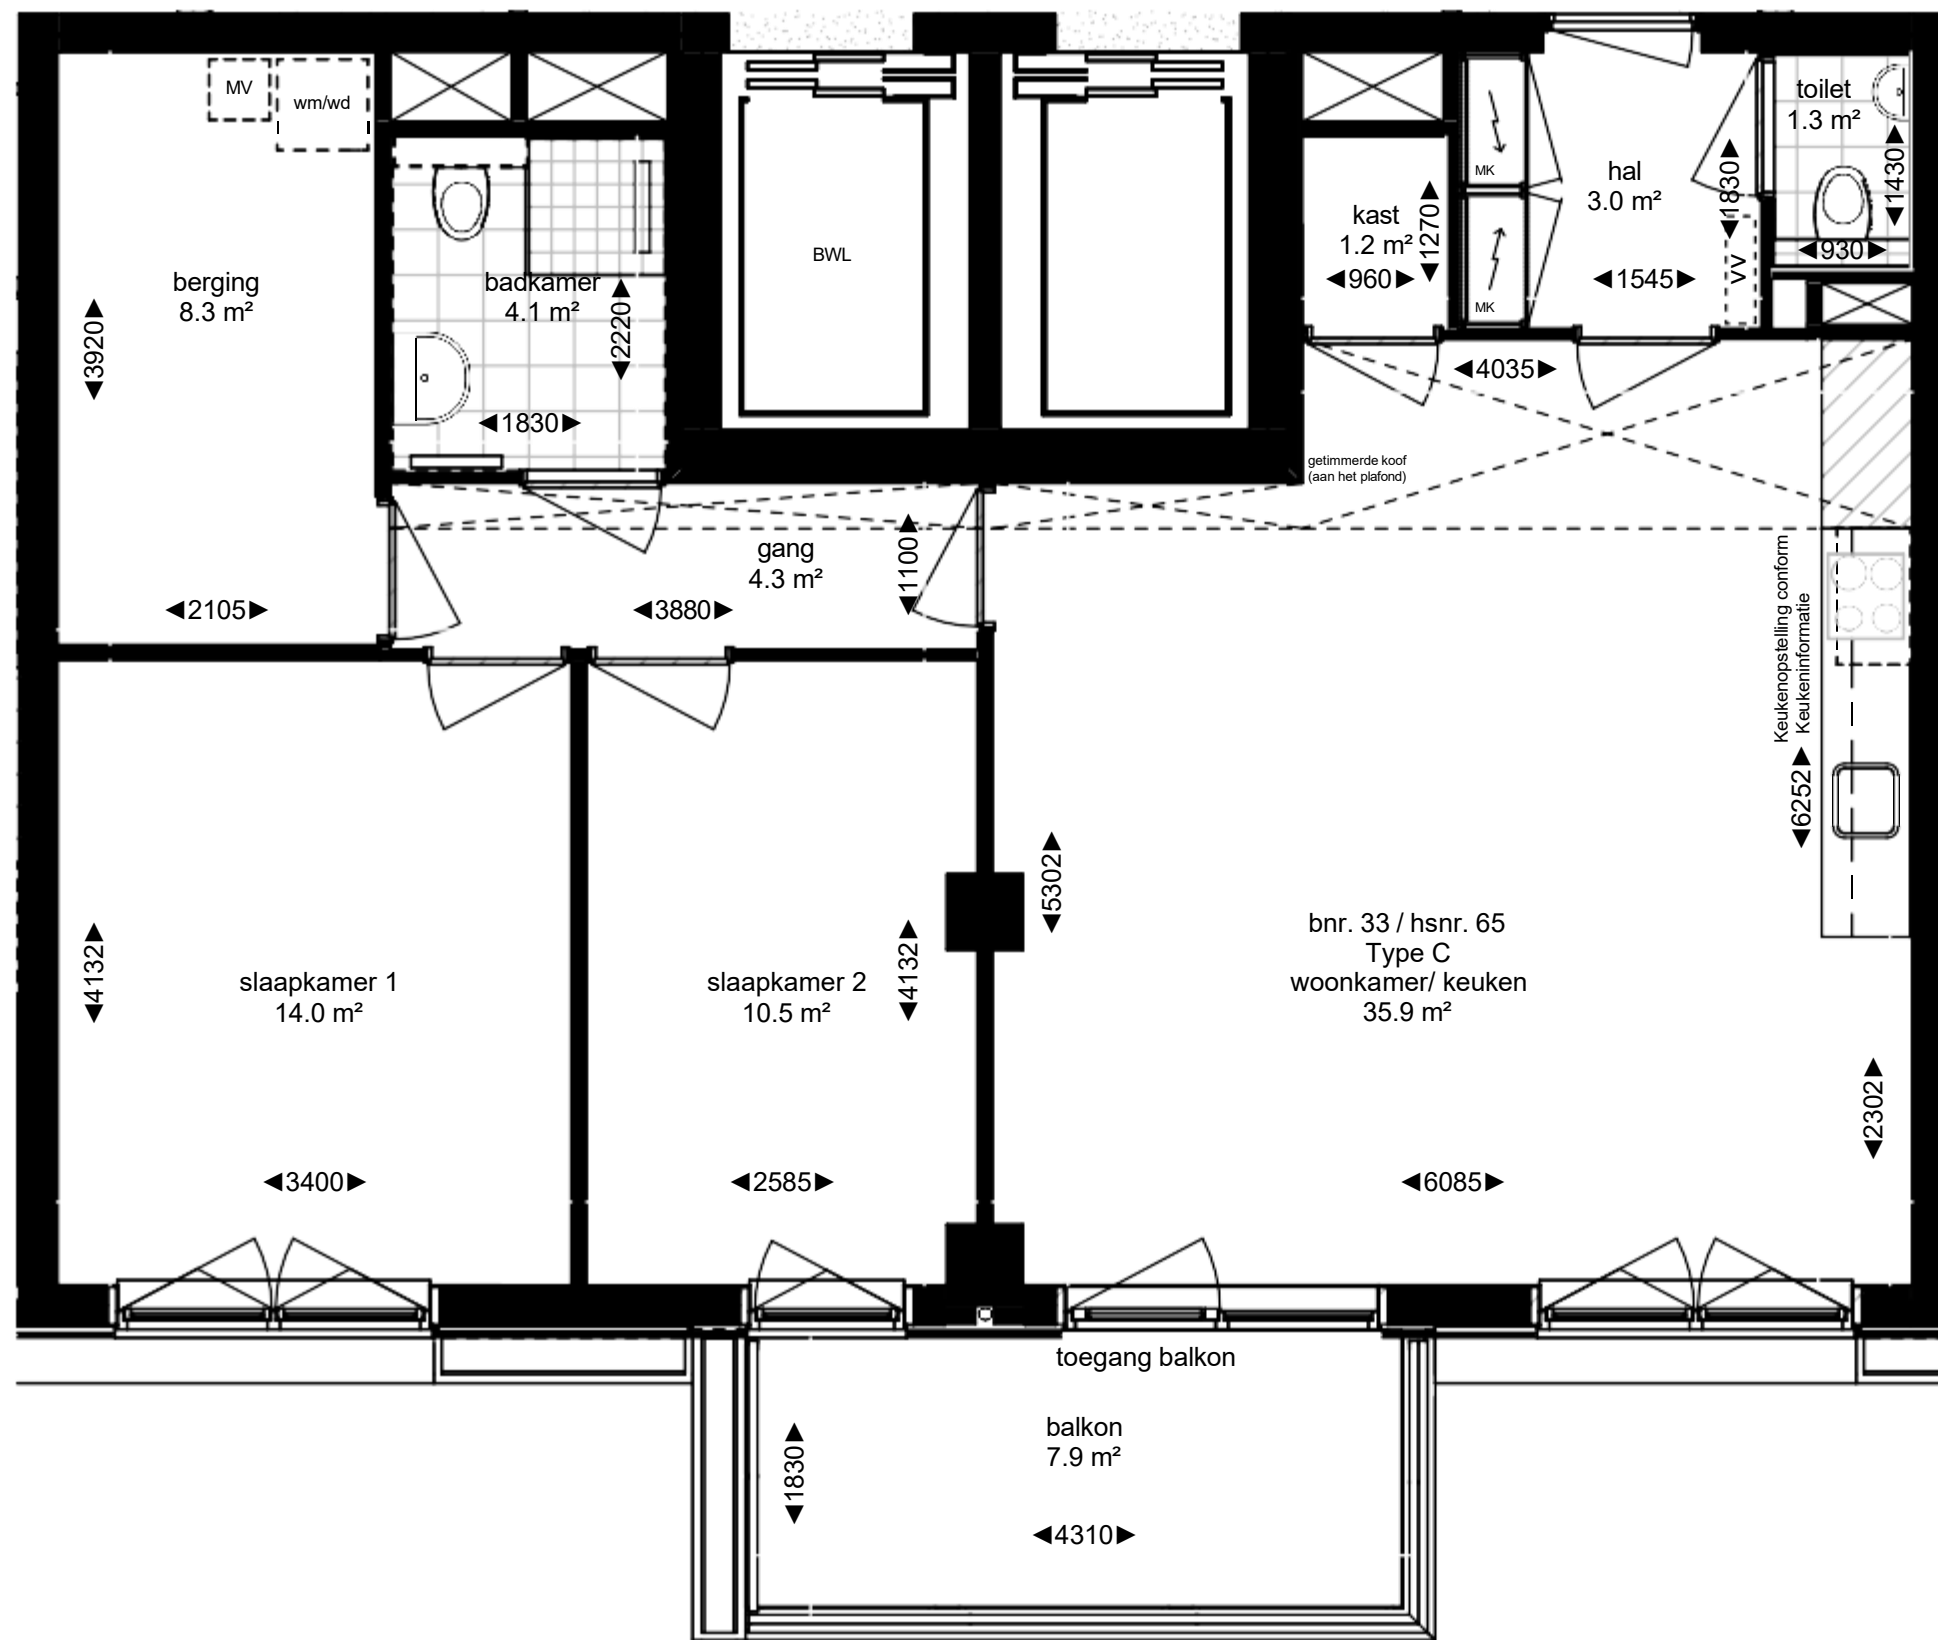 MV
wm/wd
berging
8.3 m²
3920
2105
badkamer
4.1 m²
2220
1830
BWL
kast
1.2 m²
960
1270
MK
MK
hal
3.0 m²
1830
1545
VV
toilet
1.3 m²
1430
930
4035
getimmerde koof
(aan het plafond)
gang
4.3 m²
1100
3880
Keukenopstelling conform
Keukeninformatie
6252
5302
slaapkamer 1
14.0 m²
4132
3400
slaapkamer 2
10.5 m²
4132
2585
bnr. 33 / hsnr. 65
Type C
woonkamer/ keuken
35.9 m²
2302
6085
toegang balkon
balkon
7.9 m²
1830
4310